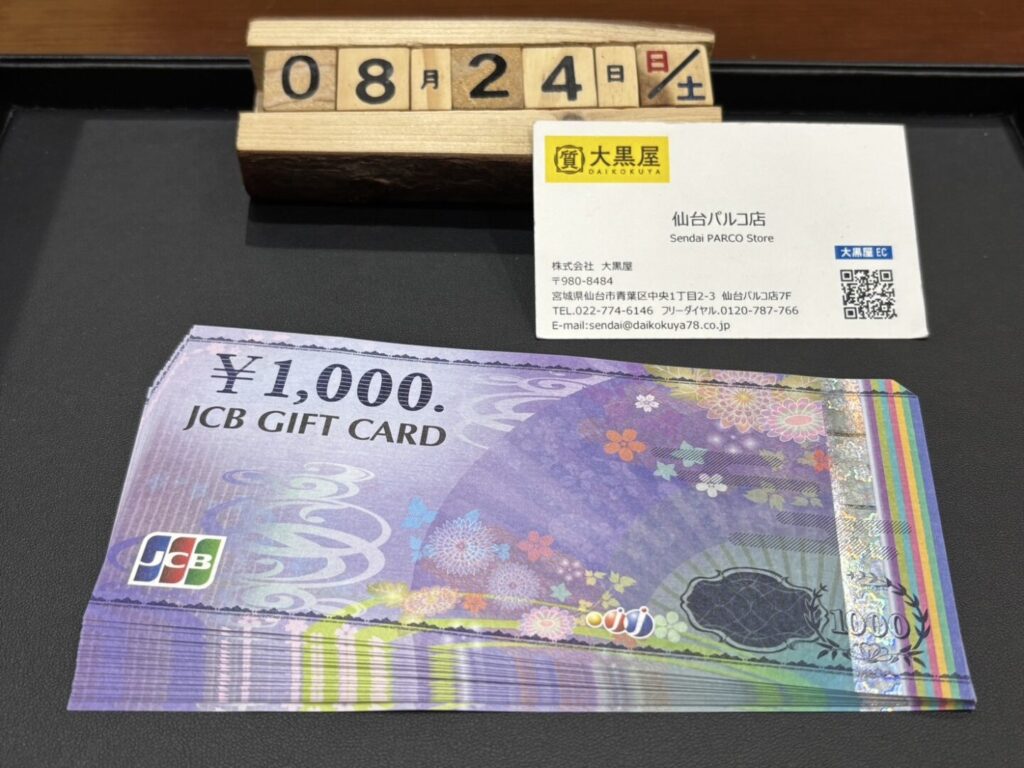 08月24日 日/土
質 大黒屋
DAIKOKUYA
仙台パルコ店
Sendai PARCO Store
大黒屋 EC
株式会社 大黒屋
〒980-8484
宮城県仙台市青葉区中央1丁目2-3 仙台パルコ店7F
TEL.022-774-6146 フリーダイヤル.0120-787-766
E-mail:sendai@daikokuya78.co.jp
¥1,000.
JCB GIFT CARD
JCB
1000